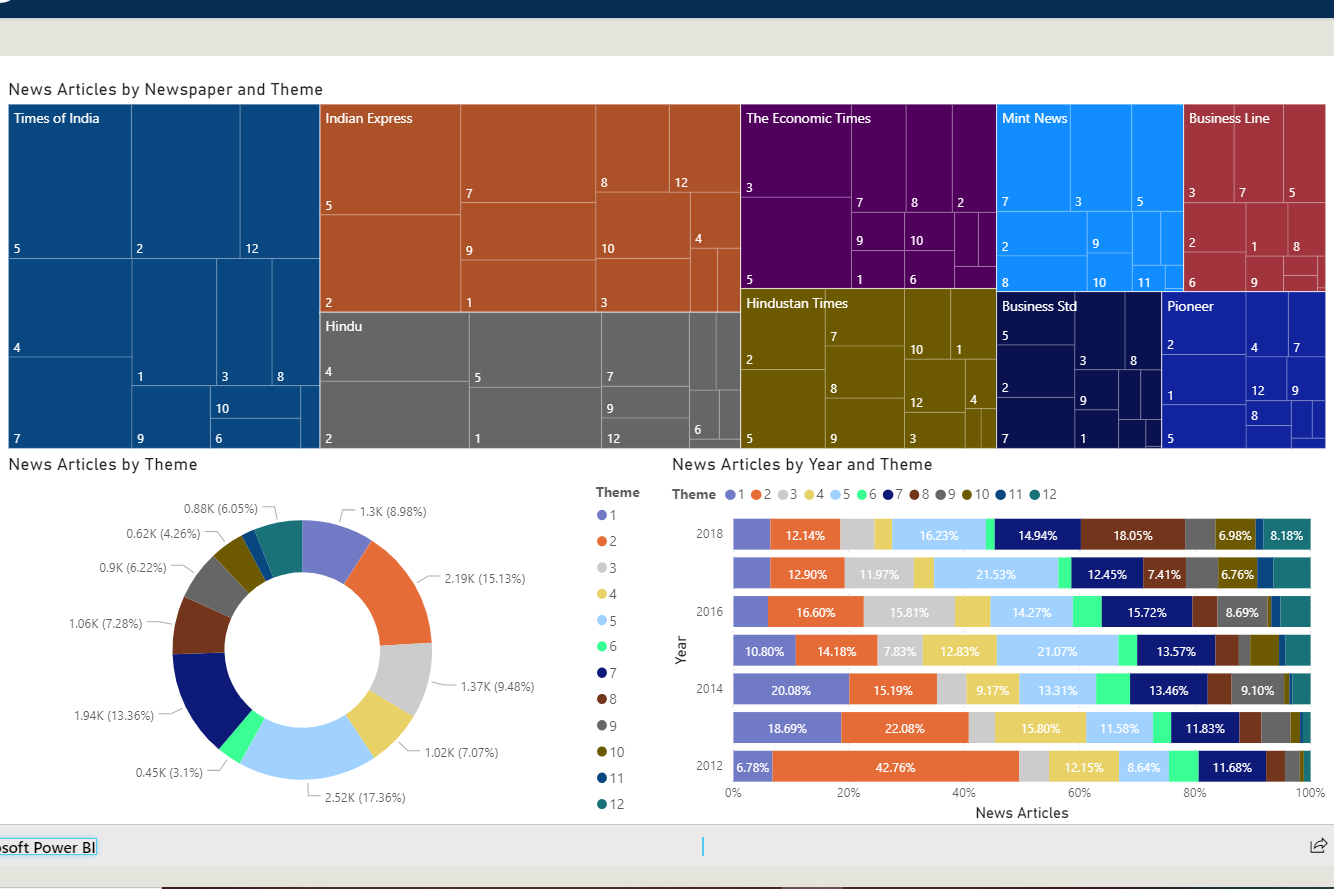 News Articles by Newspaper and Theme
Times of India
5
2
12
4
1
3
8
10
7
9
6
Indian Express
5
7
8
12
2
9
10
4
1
3
Hindu
4
5
7
2
1
9
12
6
The Economic Times
3
7
8
2
5
9
10
1
6
Hindustan Times
2
7
10
1
8
12
4
5
9
3
Mint News
7
3
5
2
9
8
10
11
Business Line
3
7
5
2
1
8
6
9
Business Std
5
3
8
2
9
7
1
Pioneer
2
4
7
1
12
9
8
5
News Articles by Theme
0.88K (6.05%)
1.3K (8.98%)
0.62K (4.26%)
0.9K (6.22%)
2.19K (15.13%)
1.06K (7.28%)
1.37K (9.48%)
1.94K (13.36%)
1.02K (7.07%)
0.45K (3.1%)
2.52K (17.36%)
Theme
1
2
3
4
5
6
7
8
9
10
11
12
News Articles by Year and Theme
Theme 1 2 3 4 5 6 7 8 9 10 11 12
2018 12.14% 16.23% 14.94% 18.05% 6.98% 8.18%
12.90% 11.97% 21.53% 12.45% 7.41% 6.76%
2016 16.60% 15.81% 14.27% 15.72% 8.69%
10.80% 14.18% 7.83% 12.83% 21.07% 13.57%
2014 20.08% 15.19% 9.17% 13.31% 13.46% 9.10%
18.69% 22.08% 15.80% 11.58% 11.83%
2012 6.78% 42.76% 12.15% 8.64% 11.68%
Year
0% 20% 40% 60% 80% 100%
News Articles
osoft Power BI